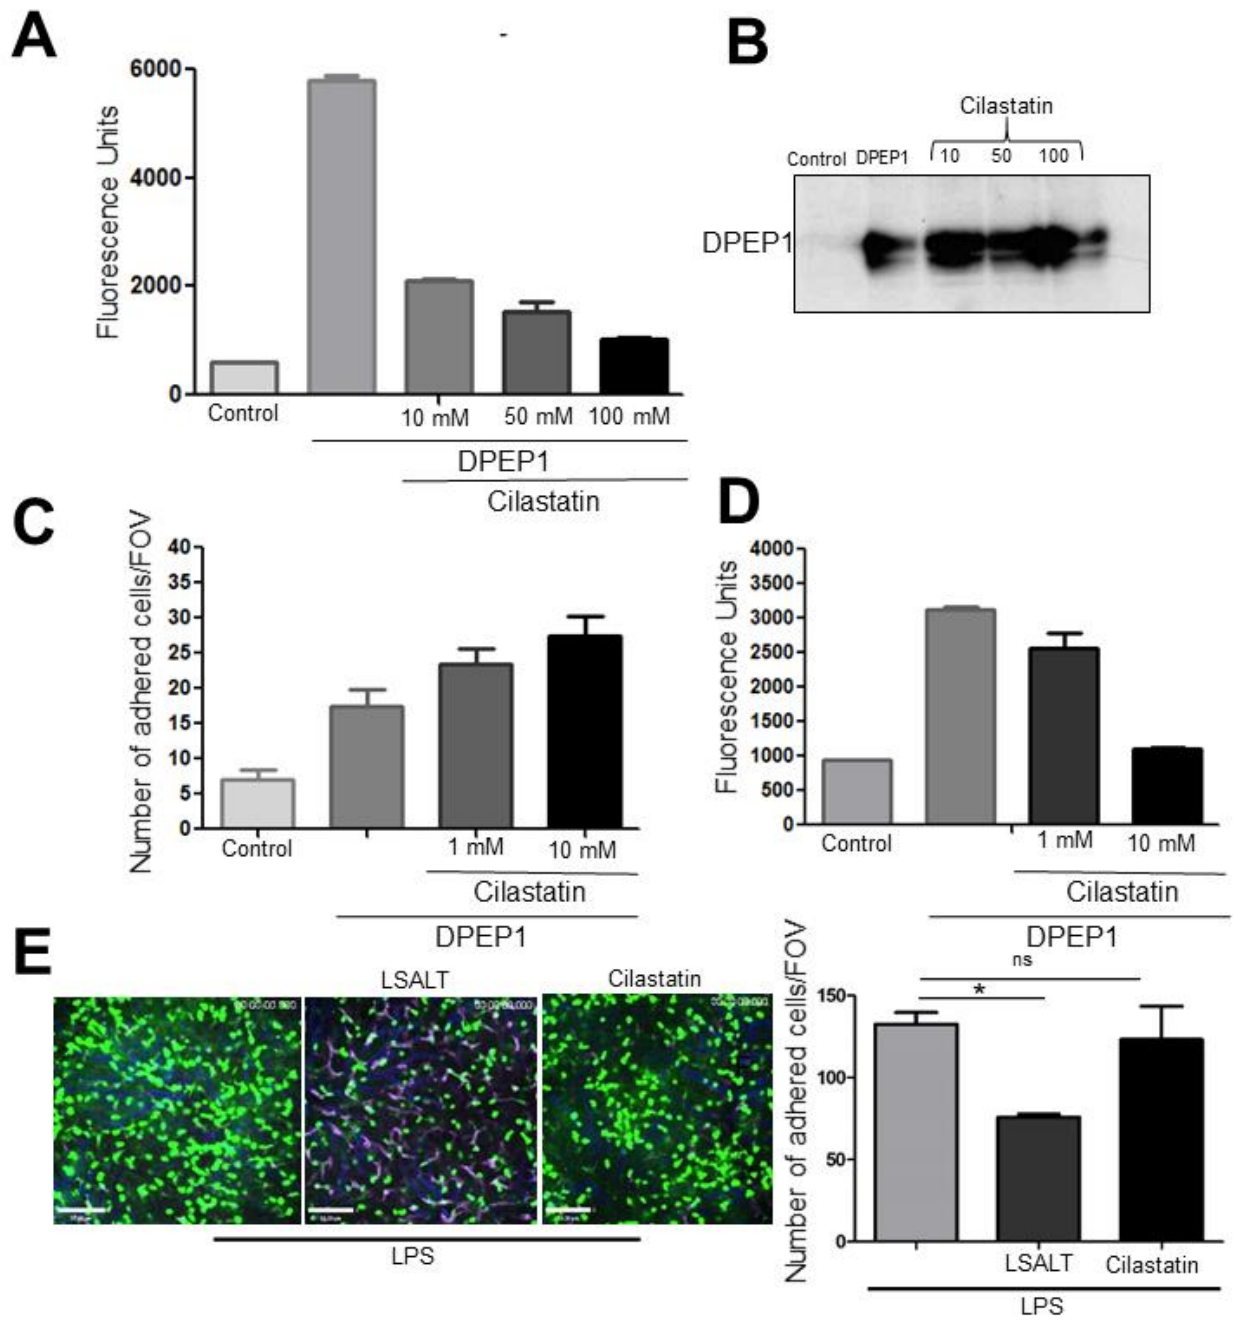 A
Fluorescence Units
6000
4000
2000
0
Control
10 mM
50 mM
100 mM
DPEP1
Cilastatin
B
Cilastatin
Control DPEP1 10 50 100
DPEP1
C
Number of adhered cells/FOV
40
35
30
25
20
15
10
5
0
Control
1 mM
10 mM
Cilastatin
DPEP1
D
Fluorescence Units
4000
3500
3000
2500
2000
1500
1000
500
0
Control
1 mM
10 mM
Cilastatin
DPEP1
E
LSALT
Cilastatin
LPS
Number of adhered cells/FOV
150
100
50
0
ns
*
LSALT
Cilastatin
LPS